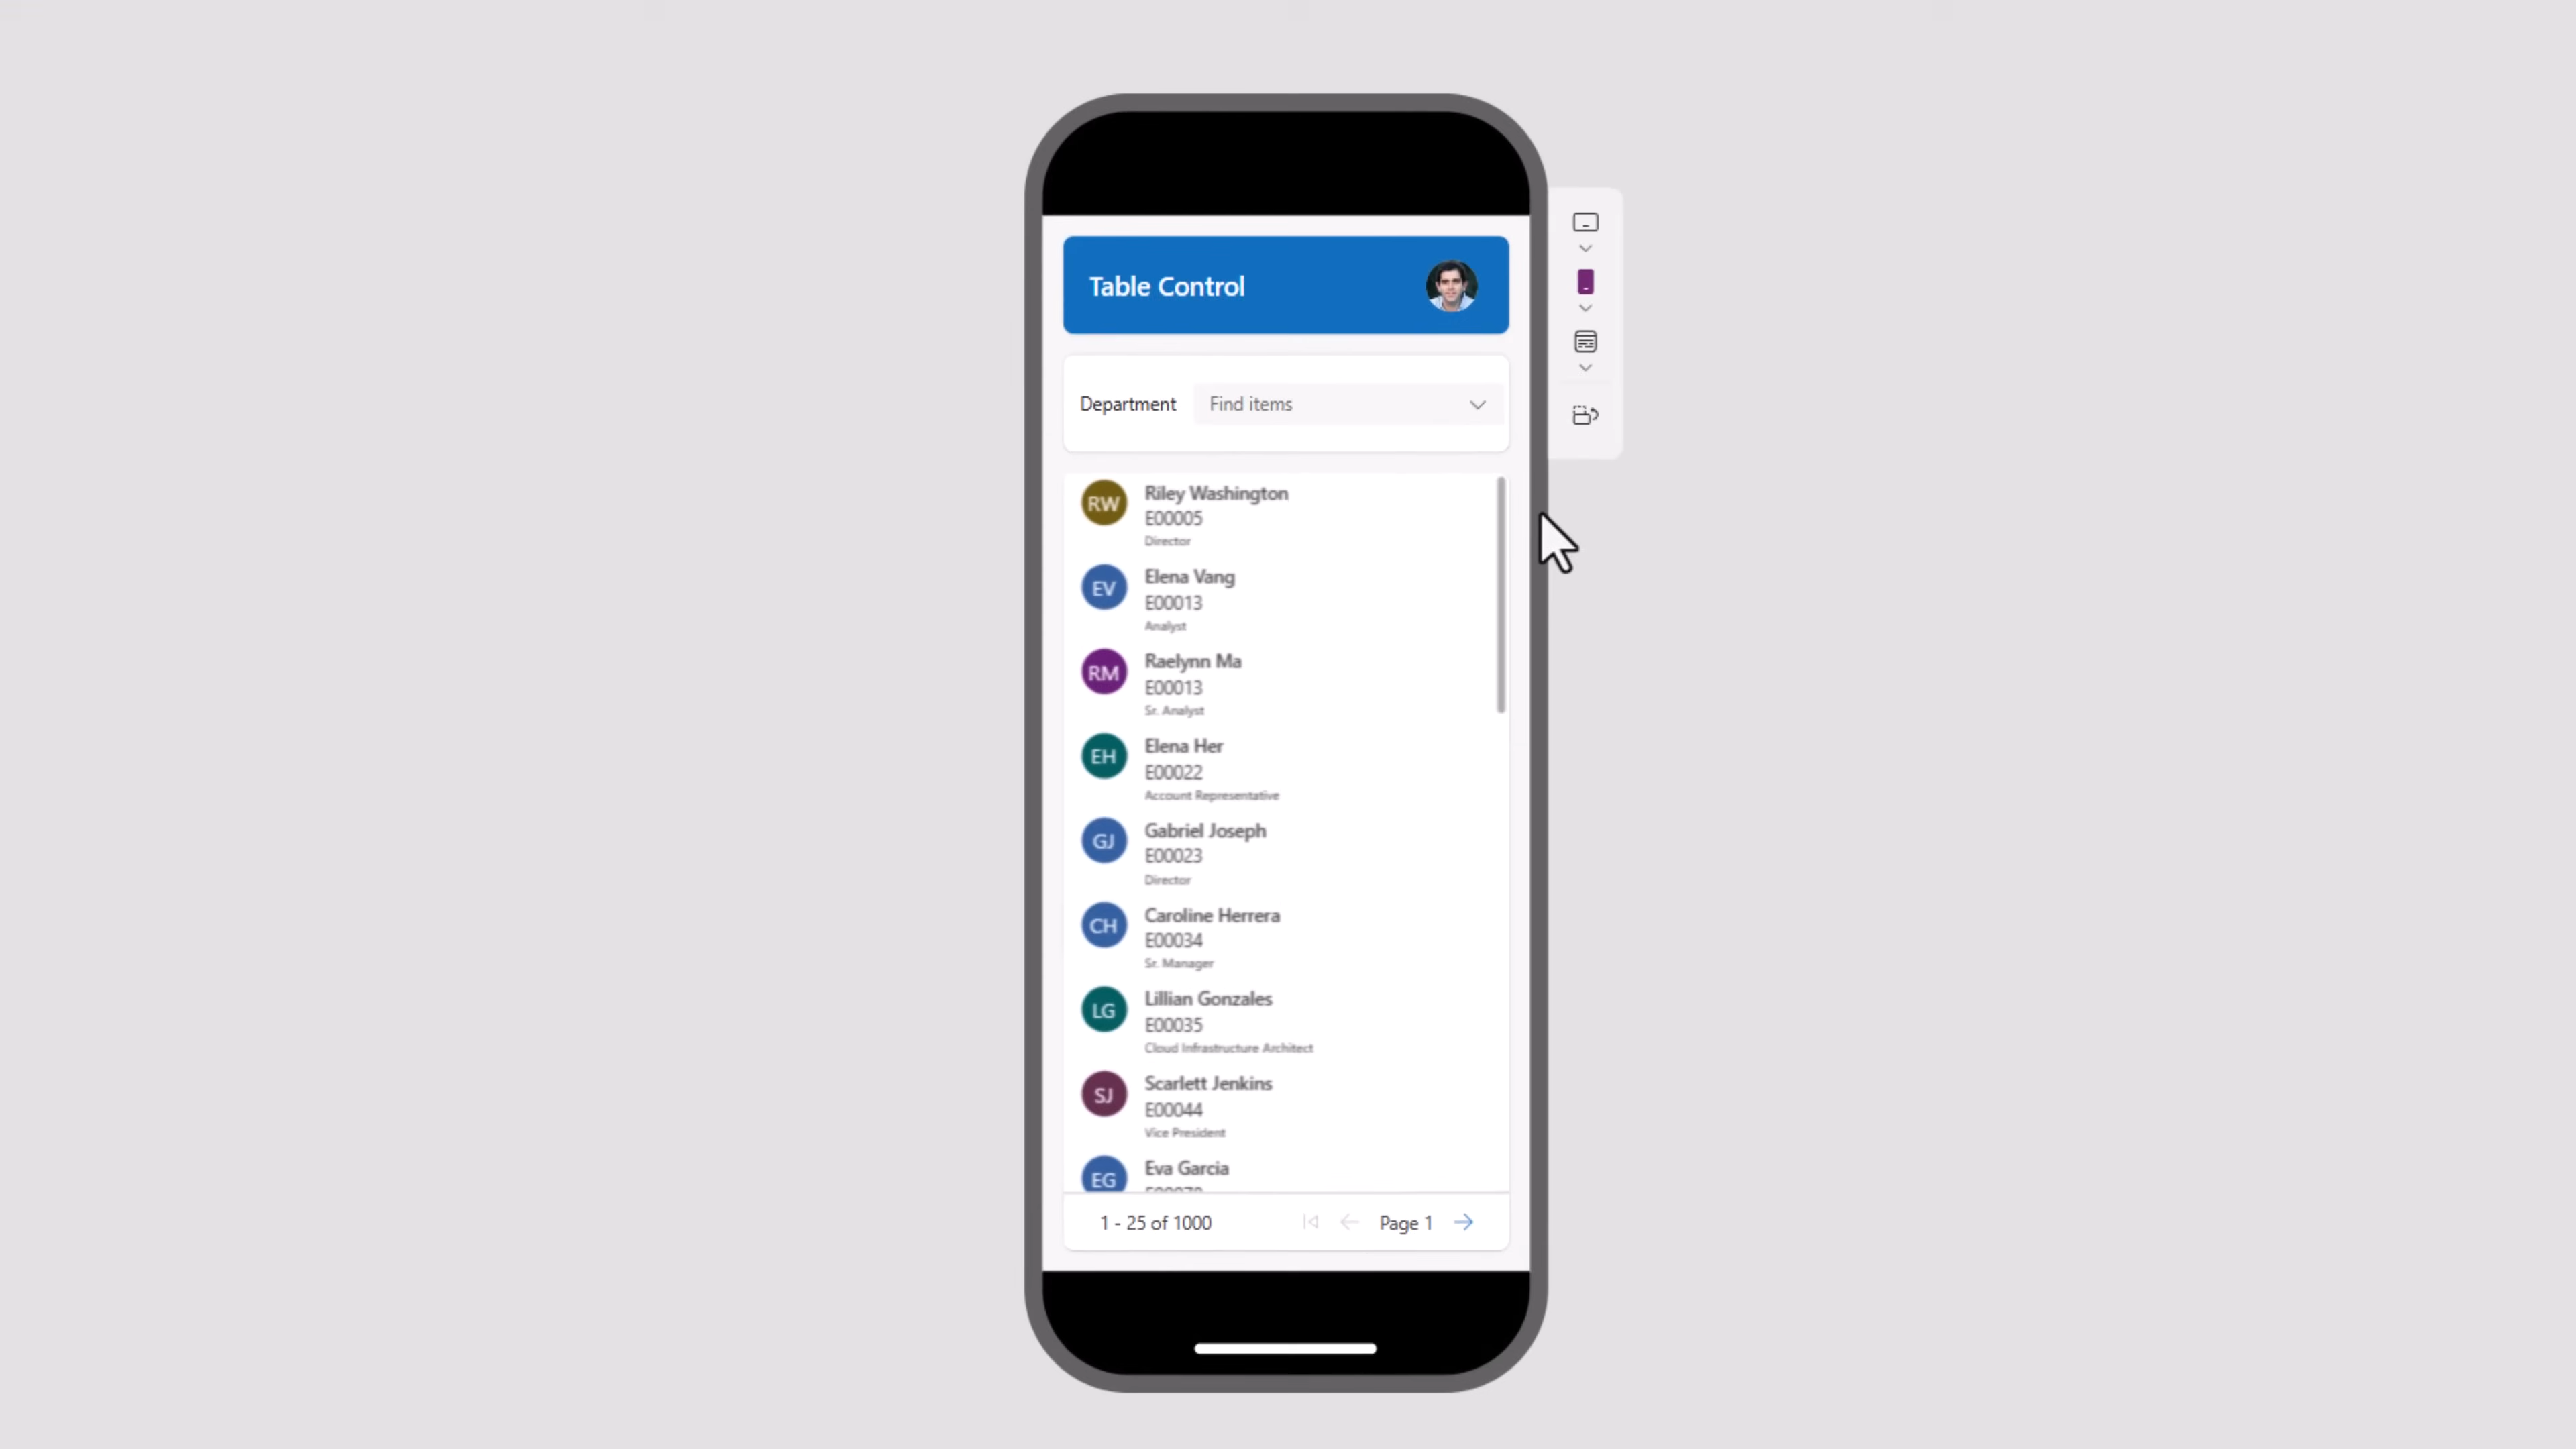 Table Control
Department
Find items
RW
Riley Washington
E00005
Director
EV
Elena Vang
E00013
Analyst
RM
Raelynn Ma
E00013
Sr. Analyst
EH
Elena Her
E00022
Account Representative
GJ
Gabriel Joseph
E00023
Director
CH
Caroline Herrera
E00034
Sr. Manager
LG
Lillian Gonzales
E00035
Cloud Infrastructure Architect
SJ
Scarlett Jenkins
E00044
Vice President
EG
Eva Garcia
1 - 25 of 1000
Page 1